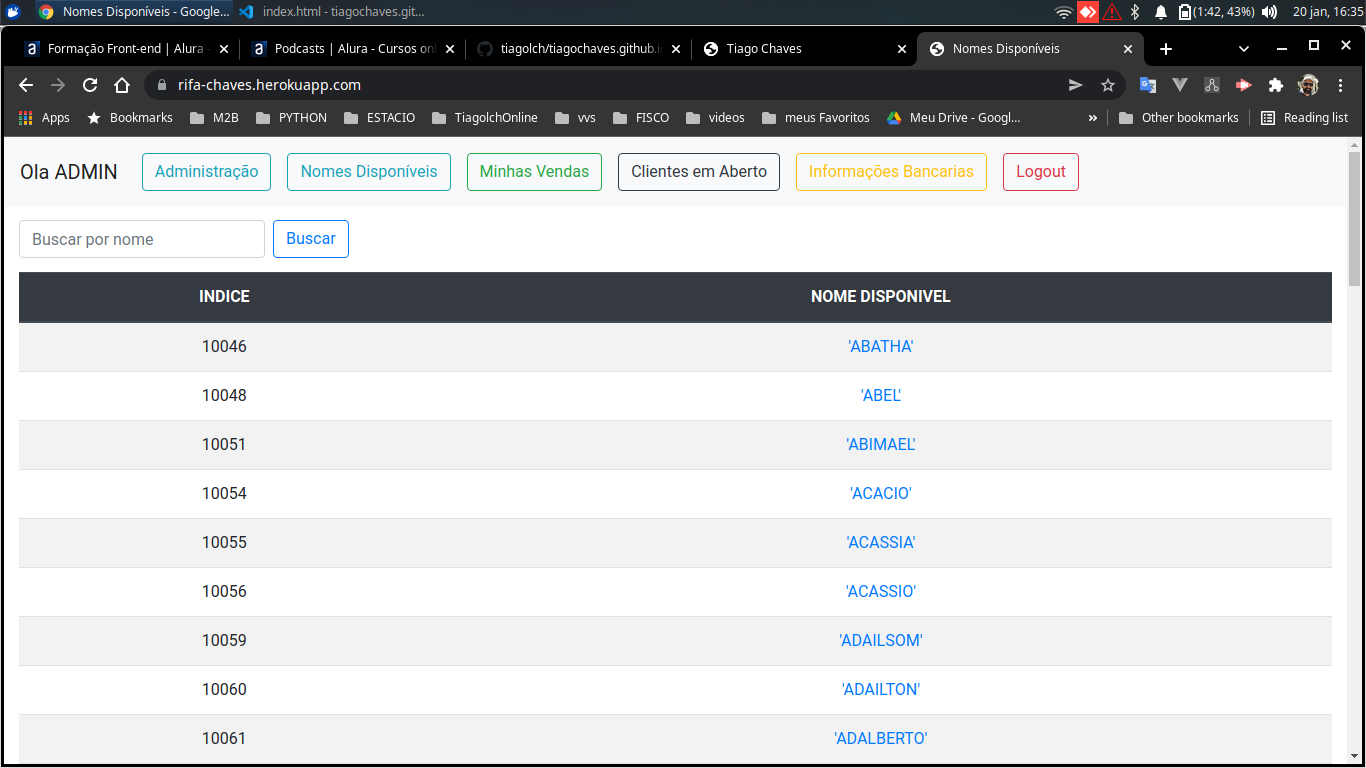 Nomes Disponíveis - Google... index.html - tiagochaves.git... (1:42, 43%) 20 jan, 16:35
Formação Front-end | Alura - Podcasts | Alura - Cursos onl tiagolch/tiagochaves.github.i Tiago Chaves Nomes Disponíveis
rifa-chaves.herokuapp.com
Apps Bookmarks M2B PYTHON ESTACIO TiagolchOnline vvs FISCO videos meus Favoritos Meu Drive - Googl... » Other bookmarks Reading list
Ola ADMIN Administração Nomes Disponíveis Minhas Vendas Clientes em Aberto Informações Bancarias Logout
Buscar por nome Buscar
INDICE NOME DISPONIVEL
10046 'ABATHA'
10048 'ABEL'
10051 'ABIMAEL'
10054 'ACACIO'
10055 'ACASSIA'
10056 'ACASSIO'
10059 'ADAILSOM'
10060 'ADAILTON'
10061 'ADALBERTO'